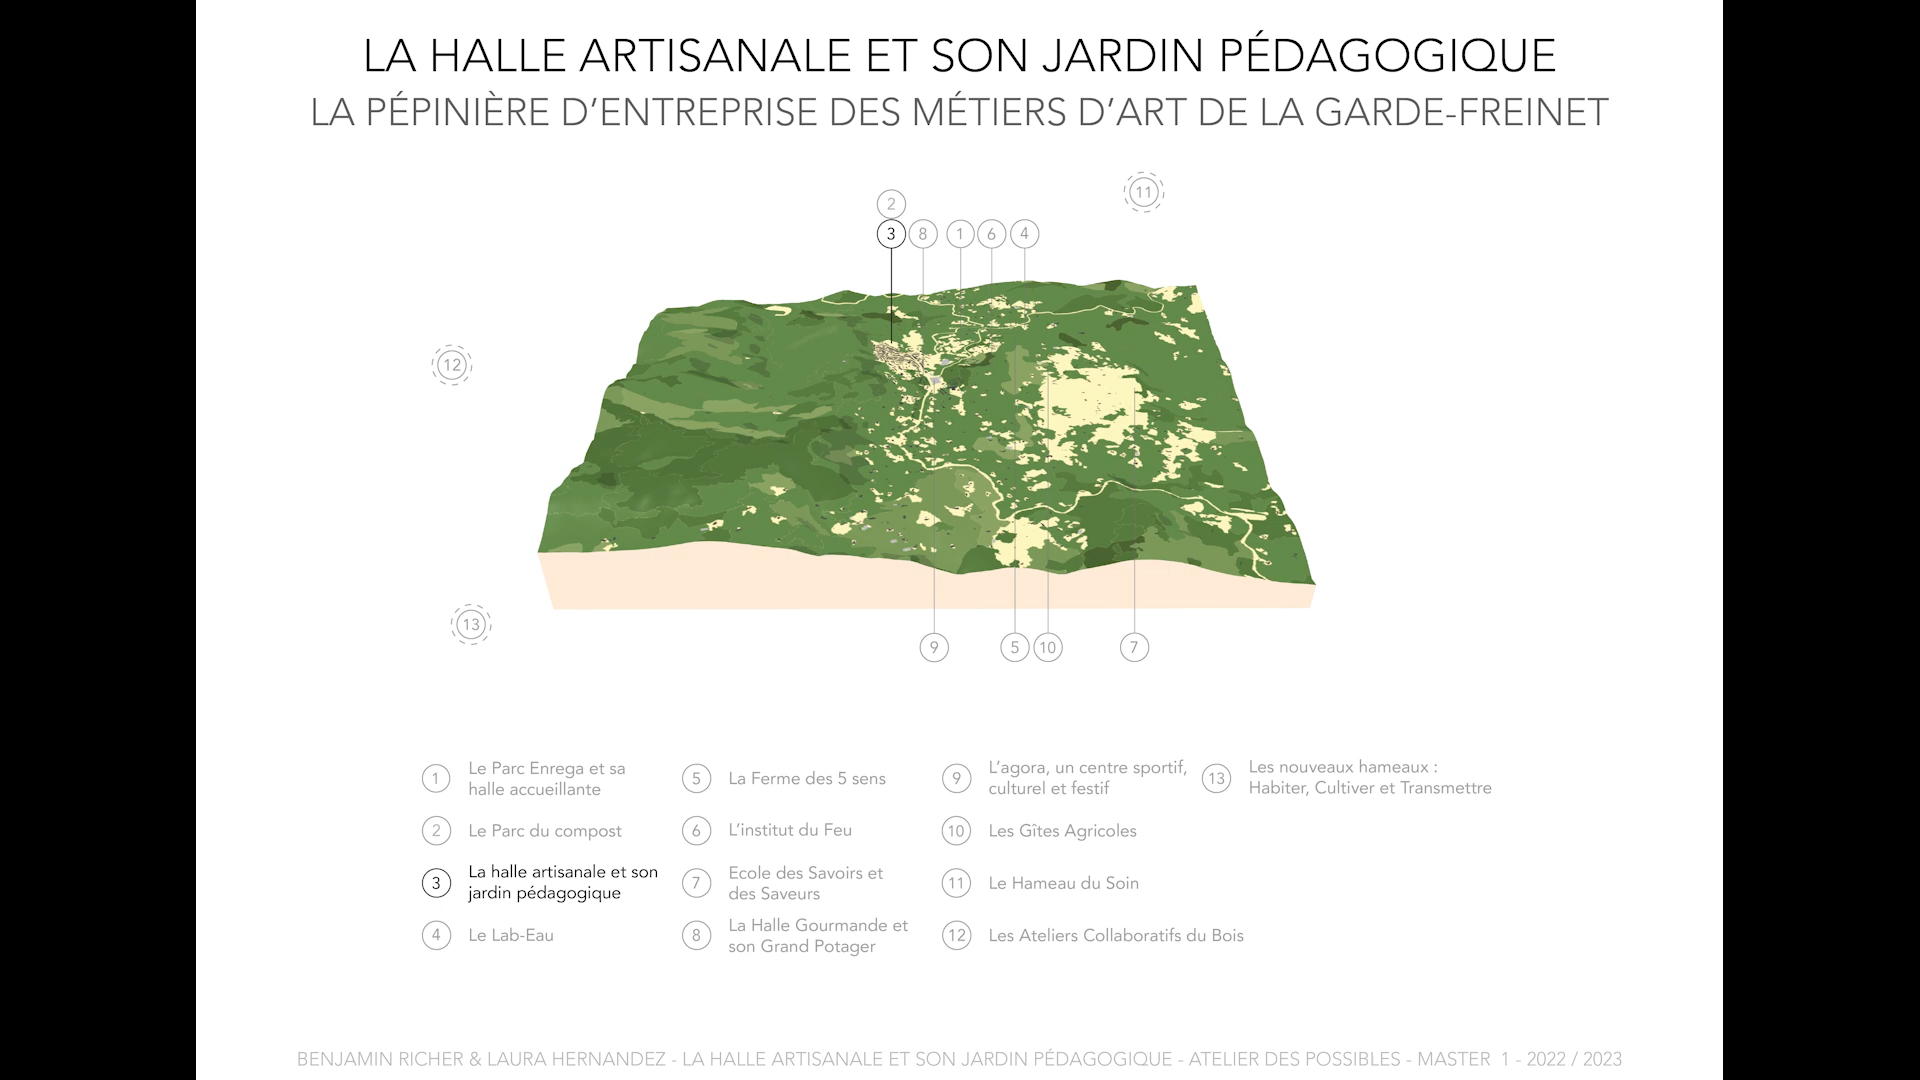 LA HALLE ARTISANALE ET SON JARDIN PÉDAGOGIQUE
LA PÉPINIÈRE D’ENTREPRISE DES MÉTIERS D’ART DE LA GARDE-FREINET
11
2
3 8 1 6 4
12
13
9 5 10 7
1 Le Parc Enrega et sa
halle accueillante
2 Le Parc du compost
3 La halle artisanale et son
jardin pédagogique
4 Le Lab-Eau
5 La Ferme des 5 sens
6 L’institut du Feu
7 Ecole des Savoirs et
des Saveurs
8 La Halle Gourmande et
son Grand Potager
9 L’agora, un centre sportif,
culturel et festif
10 Les Gîtes Agricoles
11 Le Hameau du Soin
12 Les Ateliers Collaboratifs du Bois
13 Les nouveaux hameaux :
Habiter, Cultiver et Transmettre
BENJAMIN RICHER & LAURA HERNANDEZ - LA HALLE ARTISANALE ET SON JARDIN PÉDAGOGIQUE - ATELIER DES POSSIBLES - MASTER 1 - 2022 / 2023